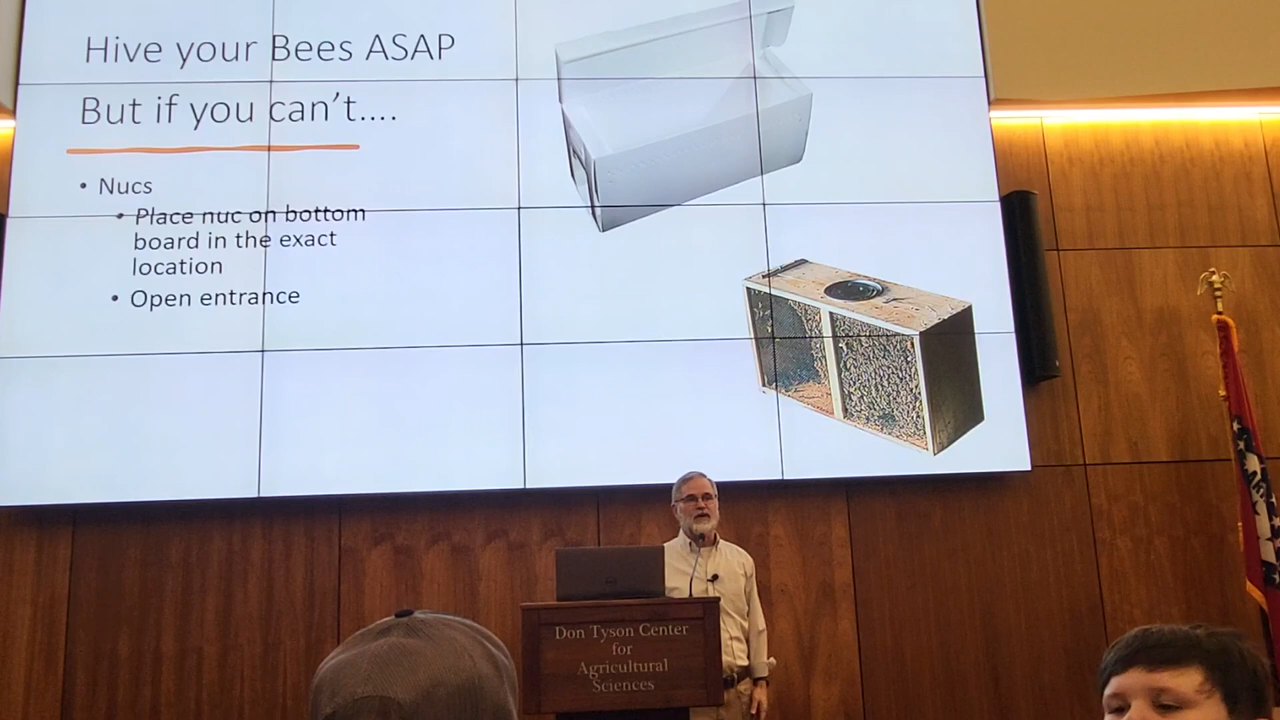 Hive your Bees ASAP
But if you can't....
• Nucs
• Place nuc on bottom
board in the exact
location
• Open entrance
Don Tyson Center
for
Agricultural
Sciences